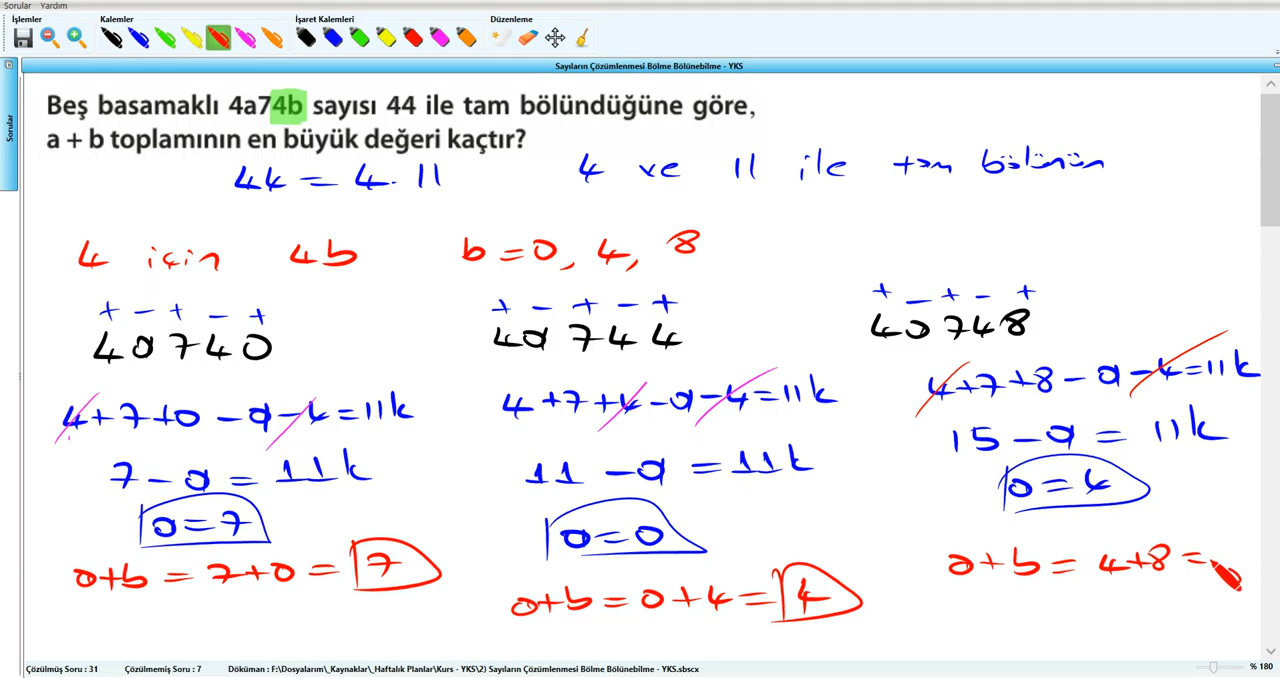 Sorular Yardım
İşlemler Kalemler İşaret Kalemleri Düzenleme
Sayıların Çözümlenmesi Bölme Bölünebilme - YKS
Sorular
Beş basamaklı 4a74b sayısı 44 ile tam bölündüğüne göre,
a + b toplamının en büyük değeri kaçtır?
44 = 4.11 4 ve 11 ile tam bölünün
4 için 4b b = 0, 4, 8
+ - + - +
4a740
4+7+0-a-4=11k
7-a=11k
a=7
a+b=7+0=7
+ - + - +
4a744
4+7+4-a-4=11k
11-a=11k
a=0
a+b=0+4=4
+ - + - +
4a748
4+7+8-a-4=11k
15-a=11k
a=4
a+b=4+8=
Çözülmüş Soru : 31 Çözülmemiş Soru : 7 Döküman : F:\Dosyalarım\_Kaynaklar\_Haftalık Planlar\Kurs - YKS\2) Sayıların Çözümlenmesi Bölme Bölünebilme - YKS.sbscx % 180